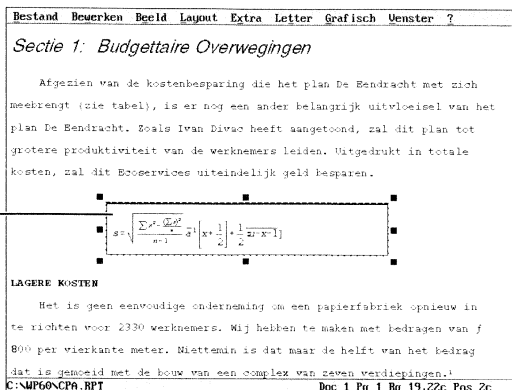 Bestand Bewerken Beeld Layout Extra Letter Grafisch Venster ?
Sectie 1: Budgettaire Overwegingen
Afgezien van de kostenbesparing die het plan De Eendracht met zich
meebrengt (zie tabel), is er nog een ander belangrijk uitvloeisel van het
plan De Eendracht. Zoals Ivan Divac heeft aangetoond, zal dit plan tot
grotere produktiviteit van de werknemers leiden. Uitgedrukt in totale
kosten, zal dit Ecoservices uiteindelijk geld besparen.
LAGERE KOSTEN
Het is geen eenvoudige onderneming om een papierfabriek opnieuw in
te richten voor 2330 werknemers. Wij hebben te maken met bedragen van ƒ
800 per vierkante meter. Niettemin is dat maar de helft van het bedrag
dat is gemoeid met de bouw van een complex van zeven verdiepingen.¹
C:\WP60\CPA.RPT Doc 1 Pg 1 Rg 19,22c Pos 2c